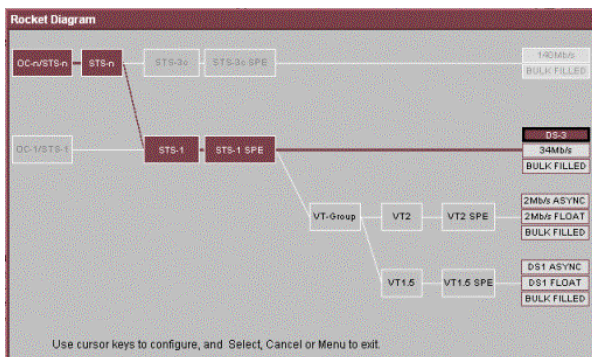 Rocket Diagram
OC-n/STS-n
STS-n
STS-3c
STS-3c SPE
140Mb/s
BULK FILLED
OC-1/STS-1
STS-1
STS-1 SPE
DS-3
34Mb/s
BULK FILLED
VT-Group
VT2
VT2 SPE
2Mb/s ASYNC
2Mb/s FLOAT
BULK FILLED
VT1.5
VT1.5 SPE
DS1 ASYNC
DS1 FLOAT
BULK FILLED
Use cursor keys to configure, and Select, Cancel or Menu to exit.